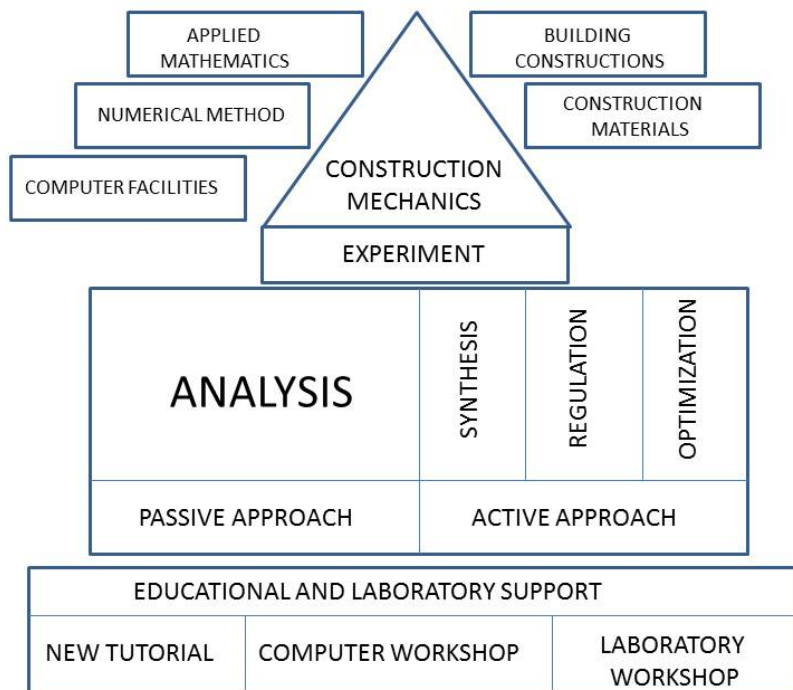 APPLIED
MATHEMATICS
BUILDING
CONSTRUCTIONS
NUMERICAL METHOD
CONSTRUCTION
MATERIALS
COMPUTER FACILITIES
CONSTRUCTION
MECHANICS
EXPERIMENT
ANALYSIS
SYNTHESIS
REGULATION
OPTIMIZATION
PASSIVE APPROACH
ACTIVE APPROACH
EDUCATIONAL AND LABORATORY SUPPORT
NEW TUTORIAL
COMPUTER WORKSHOP
LABORATORY
WORKSHOP